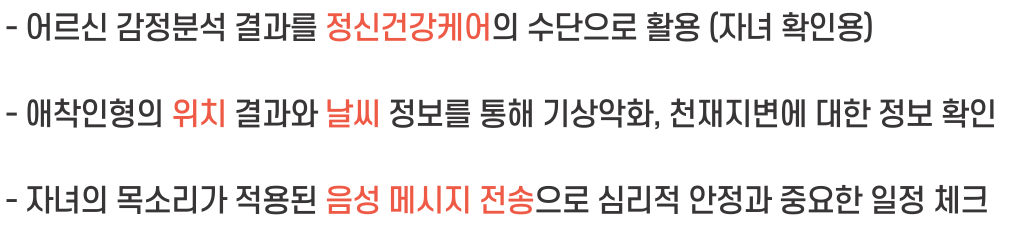 - 어르신 감정분석 결과를 정신건강케어의 수단으로 활용 (자녀 확인용)
- 애착인형의 위치 결과와 날씨 정보를 통해 기상악화, 천재지변에 대한 정보 확인
- 자녀의 목소리가 적용된 음성 메시지 전송으로 심리적 안정과 중요한 일정 체크